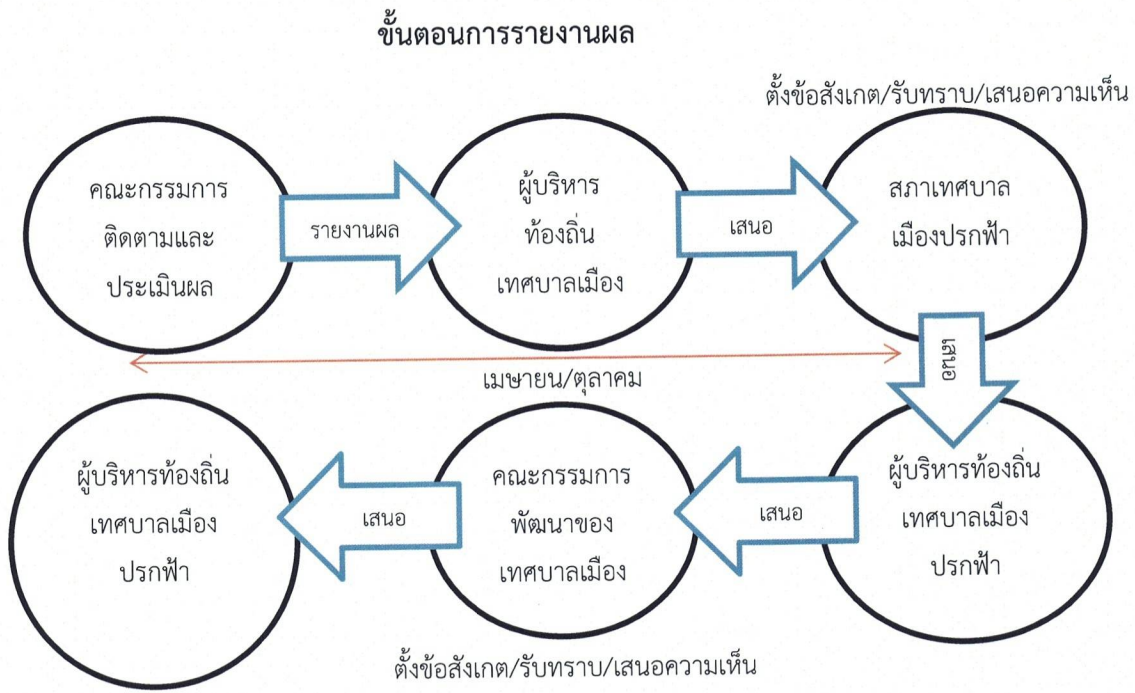 ขั้นตอนการรายงานผล
ตั้งข้อสังเกต/รับทราบ/เสนอความเห็น
คณะกรรมการ
ติดตามและ
ประเมินผล
รายงานผล
ผู้บริหาร
ท้องถิ่น
เทศบาลเมือง
เสนอ
สภาเทศบาล
เมืองปรกฟ้า
เสนอ
เมษายน/ตุลาคม
ผู้บริหารท้องถิ่น
เทศบาลเมือง
ปรกฟ้า
เสนอ
คณะกรรมการ
พัฒนาของ
เทศบาลเมือง
เสนอ
ผู้บริหารท้องถิ่น
เทศบาลเมือง
ปรกฟ้า
ตั้งข้อสังเกต/รับทราบ/เสนอความเห็น